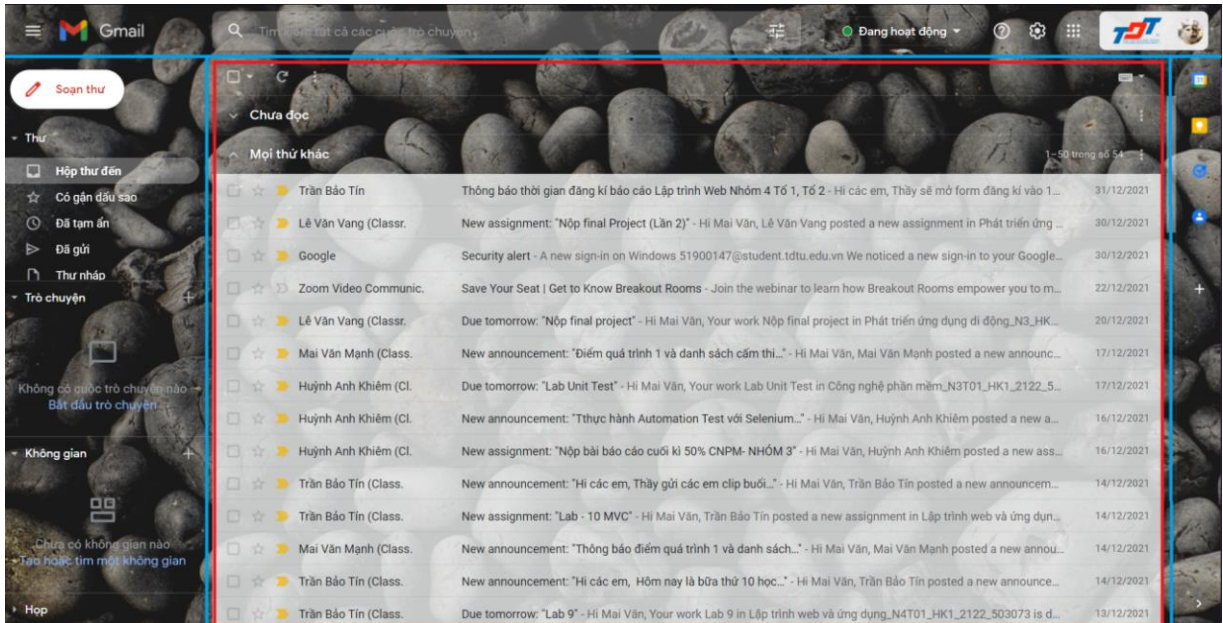 Gmail
Tìm kiếm tất cả các cuộc trò chuyện
Đang hoạt động
TDT
Soạn thư
Thư
Hộp thư đến
Có gắn dấu sao
Đã tạm ẩn
Đã gửi
Thư nháp
Trò chuyện
Không có cuộc trò chuyện nào
Bắt đầu trò chuyện
Không gian
Chưa có không gian nào
Tạo hoặc tìm một không gian
Họp
Chưa đọc
Mọi thứ khác
1–50 trong số 54
Trần Bảo Tín Thông báo thời gian đăng kí báo cáo Lập trình Web Nhóm 4 Tổ 1, Tổ 2 - Hi các em, Thầy sẽ mở form đăng kí vào 1... 31/12/2021
Lê Văn Vang (Classr. New assignment: "Nộp final Project (Lần 2)" - Hi Mai Văn, Lê Văn Vang posted a new assignment in Phát triển ứng ... 30/12/2021
Google Security alert - A new sign-in on Windows 51900147@student.tdtu.edu.vn We noticed a new sign-in to your Google... 30/12/2021
Zoom Video Communic. Save Your Seat | Get to Know Breakout Rooms - Join the webinar to learn how Breakout Rooms empower you to m... 22/12/2021
Lê Văn Vang (Classr. Due tomorrow: "Nộp final project" - Hi Mai Văn, Your work Nộp final project in Phát triển ứng dụng di động_N3_HK... 20/12/2021
Mai Văn Mạnh (Class. New announcement: "Điểm quá trình 1 và danh sách cấm thi..." - Hi Mai Văn, Mai Văn Mạnh posted a new announc... 17/12/2021
Huỳnh Anh Khiêm (Cl. Due tomorrow: "Lab Unit Test" - Hi Mai Văn, Your work Lab Unit Test in Công nghệ phần mềm_N3T01_HK1_2122_5... 17/12/2021
Huỳnh Anh Khiêm (Cl. New announcement: "Tthực hành Automation Test với Selenium..." - Hi Mai Văn, Huỳnh Anh Khiêm posted a new a... 16/12/2021
Huỳnh Anh Khiêm (Cl. New assignment: "Nộp bài báo cáo cuối kì 50% CNPM- NHÓM 3" - Hi Mai Văn, Huỳnh Anh Khiêm posted a new ass... 16/12/2021
Trần Bảo Tín (Class. New announcement: "Hi các em, Thầy gửi các em clip buổi..." - Hi Mai Văn, Trần Bảo Tín posted a new announcem... 14/12/2021
Trần Bảo Tín (Class. New assignment: "Lab - 10 MVC" - Hi Mai Văn, Trần Bảo Tín posted a new assignment in Lập trình web và ứng dụn... 14/12/2021
Mai Văn Mạnh (Class. New announcement: "Thông báo điểm quá trình 1 và danh sách..." - Hi Mai Văn, Mai Văn Mạnh posted a new annou... 14/12/2021
Trần Bảo Tín (Class. New announcement: "Hi các em, Hôm nay là bữa thứ 10 học..." - Hi Mai Văn, Trần Bảo Tín posted a new announce... 14/12/2021
Trần Bảo Tín (Class. Due tomorrow: "Lab 9" - Hi Mai Văn, Your work Lab 9 in Lập trình web và ứng dụng_N4T01_HK1_2122_503073 is d... 13/12/2021